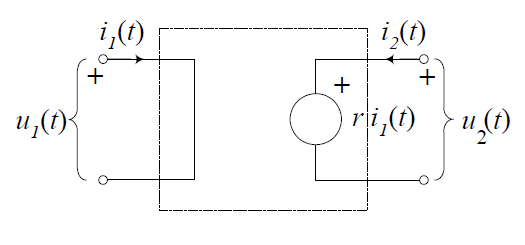 i₁(t) i₂(t)
+ + +
u₁(t) r i₁(t) u₂(t)